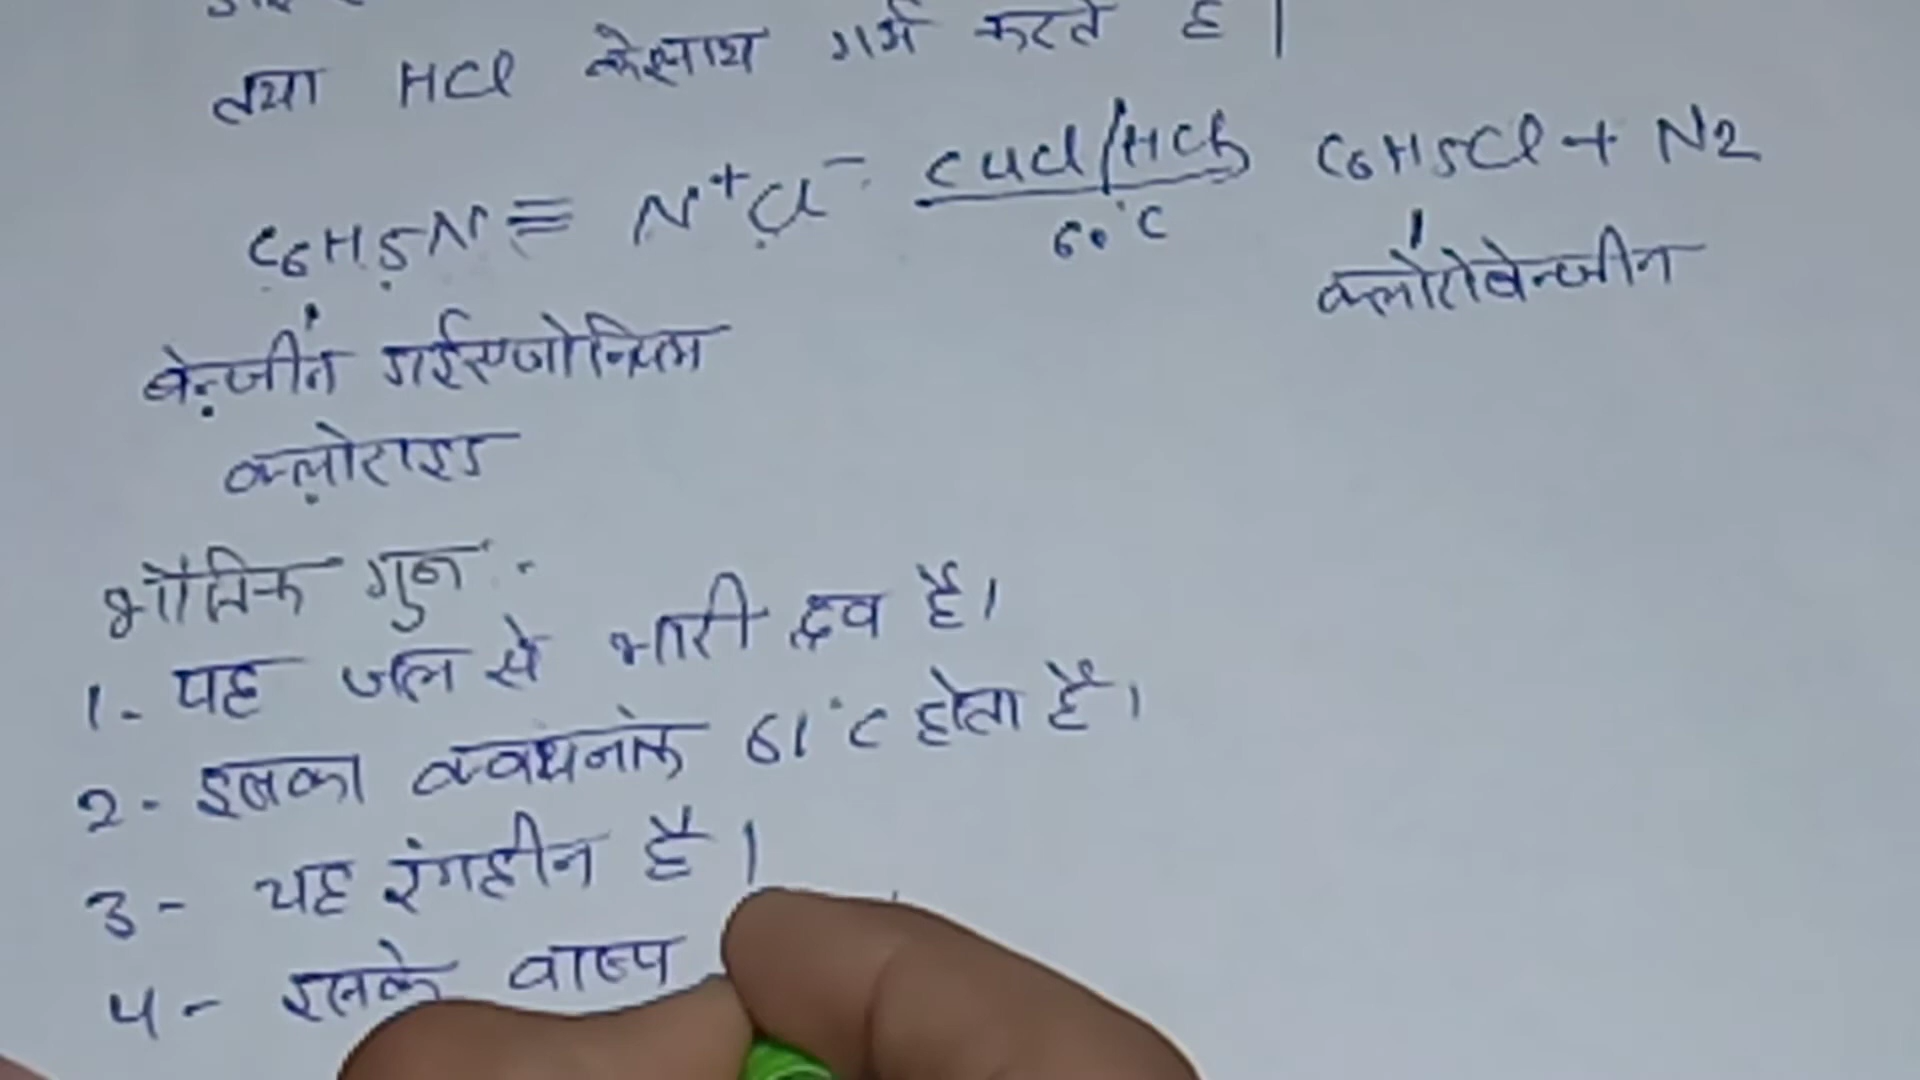 तथा HCl के साथ गर्म करते है।
C6H5N ≡ N⁺Cl⁻ CuCl/HCl C6H5Cl + N2
60°C
बेन्जीन डाईएजोनियम क्लोरोबेन्जीन
क्लोराइड
भौतिक गुन -
1- यह जल से भारी द्रव है।
2- इसका क्वथनांक 61°C होता है।
3- यह रंगहीन है।
4- इसके वाष्प